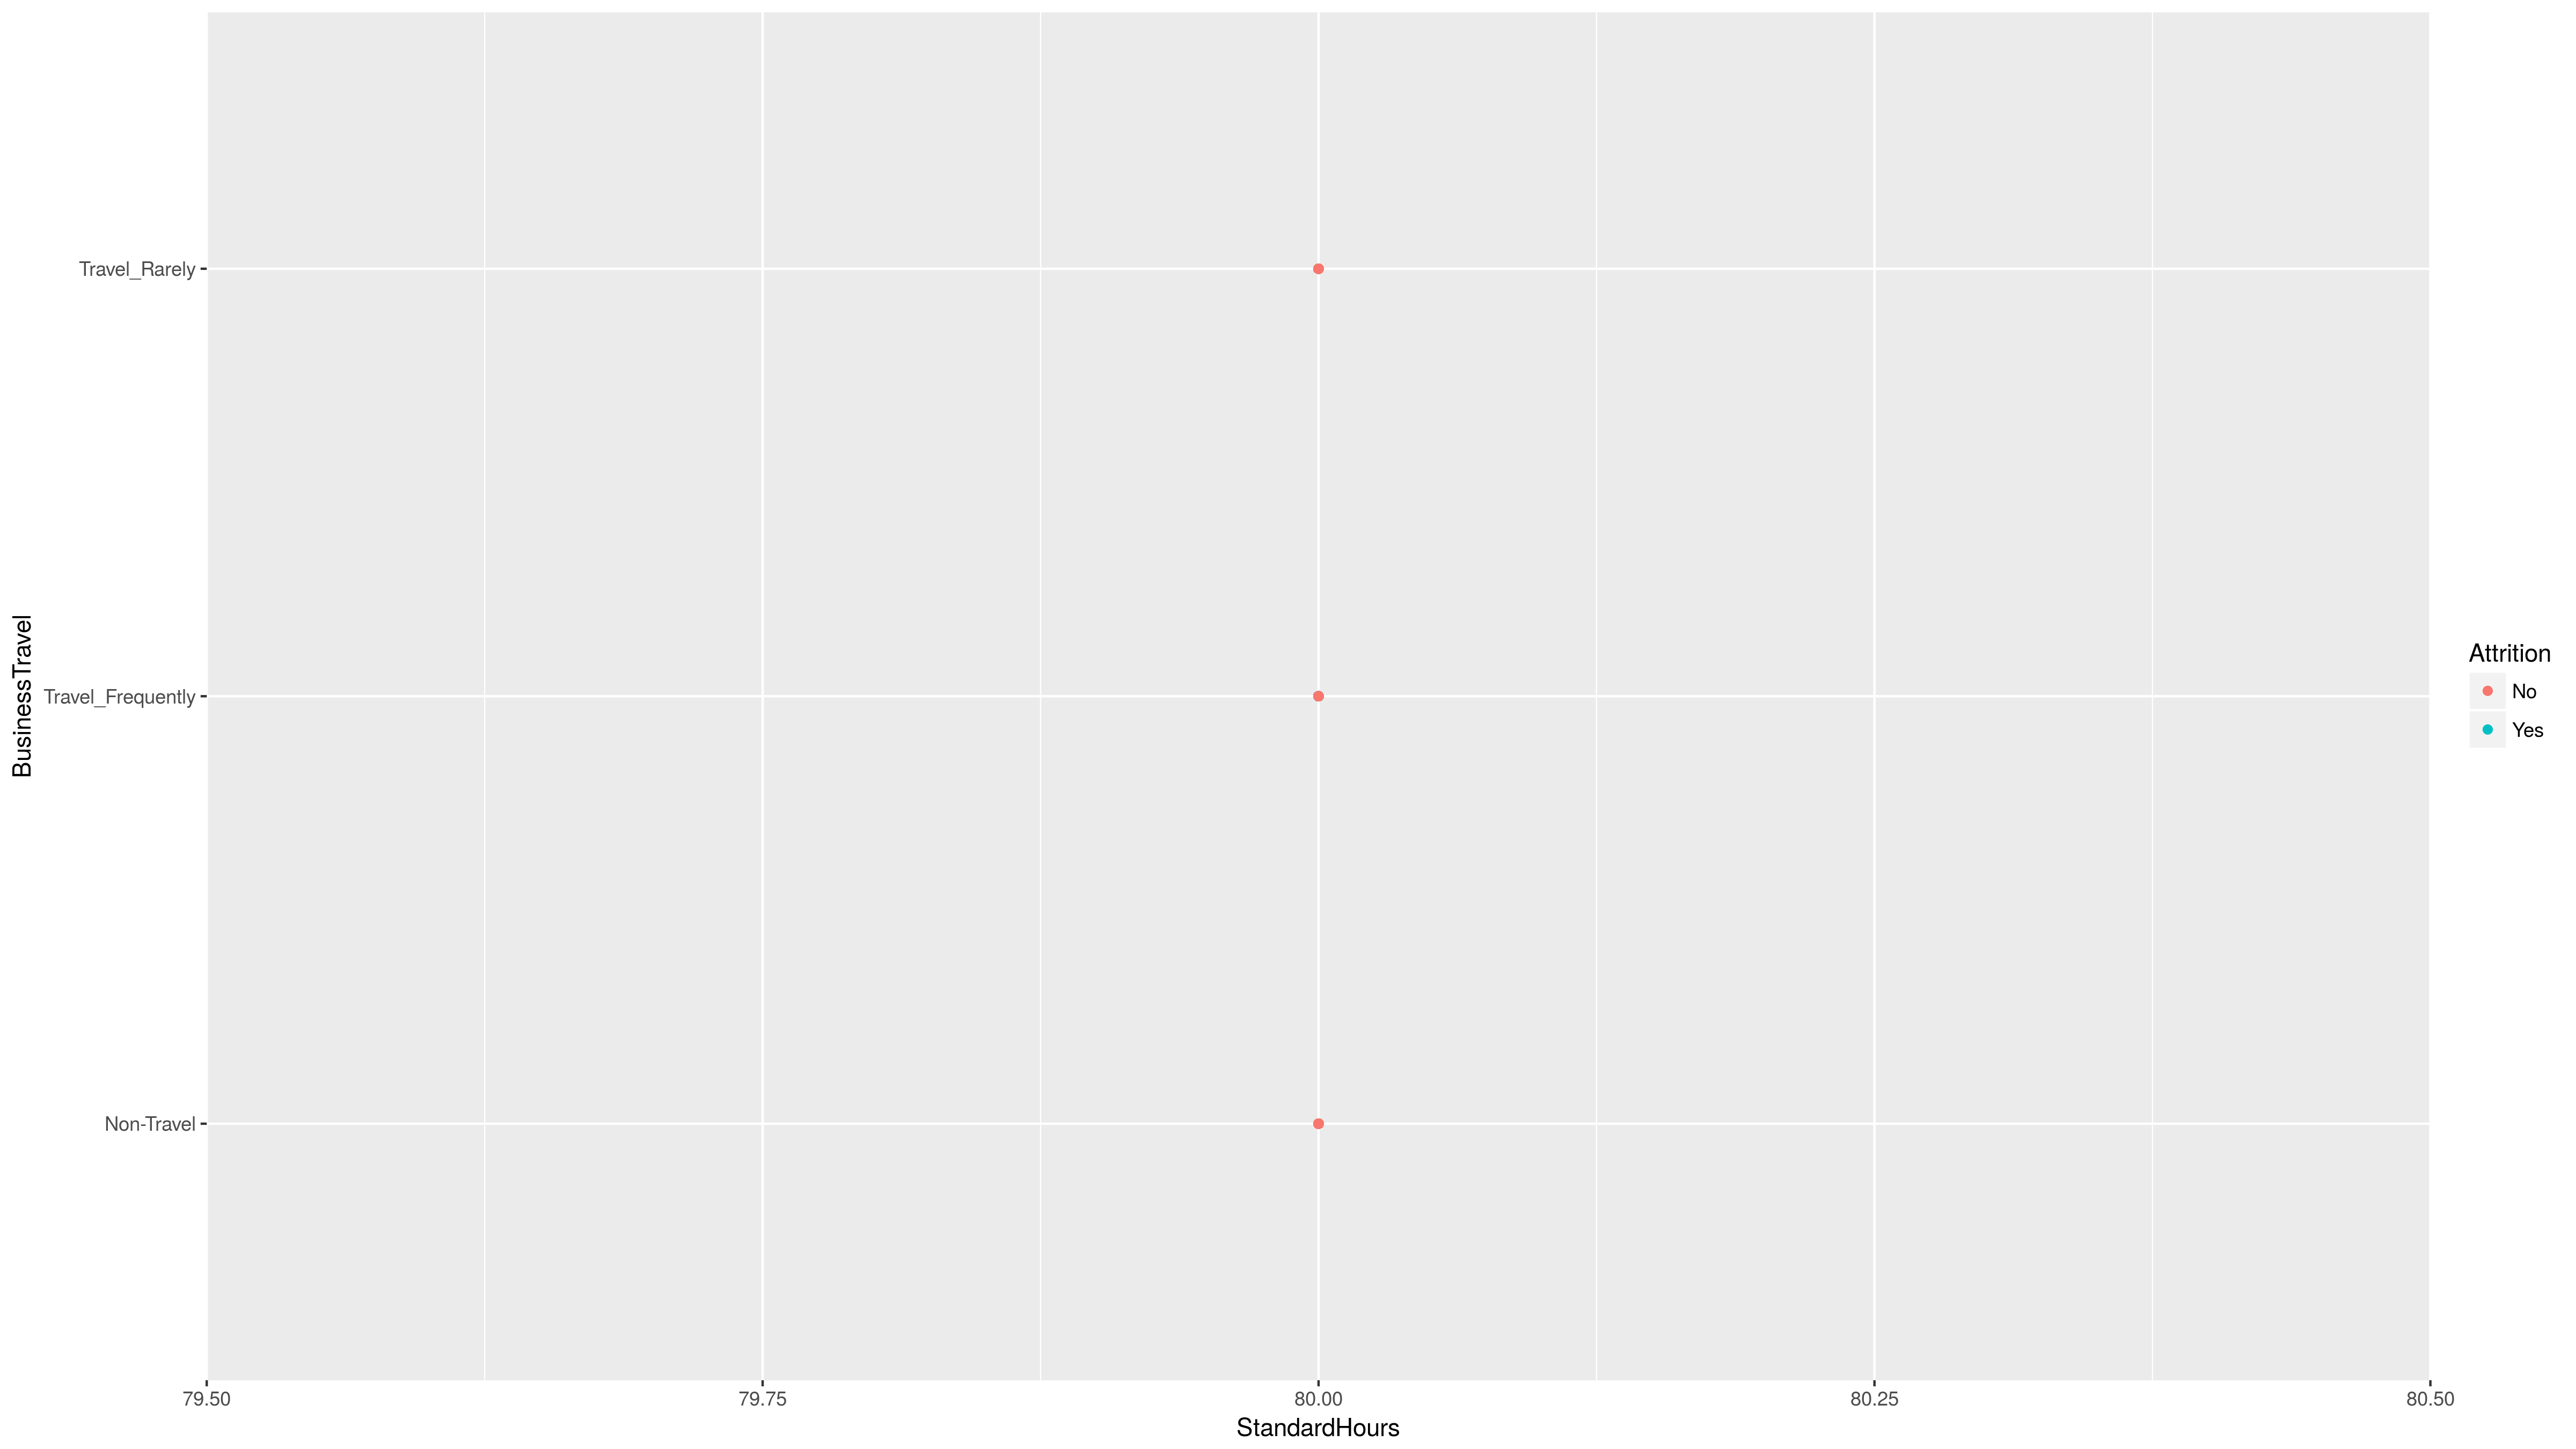 BusinessTravel
Travel_Rarely
Travel_Frequently
Non-Travel
79.50
79.75
80.00
80.25
80.50
StandardHours
Attrition
No
Yes